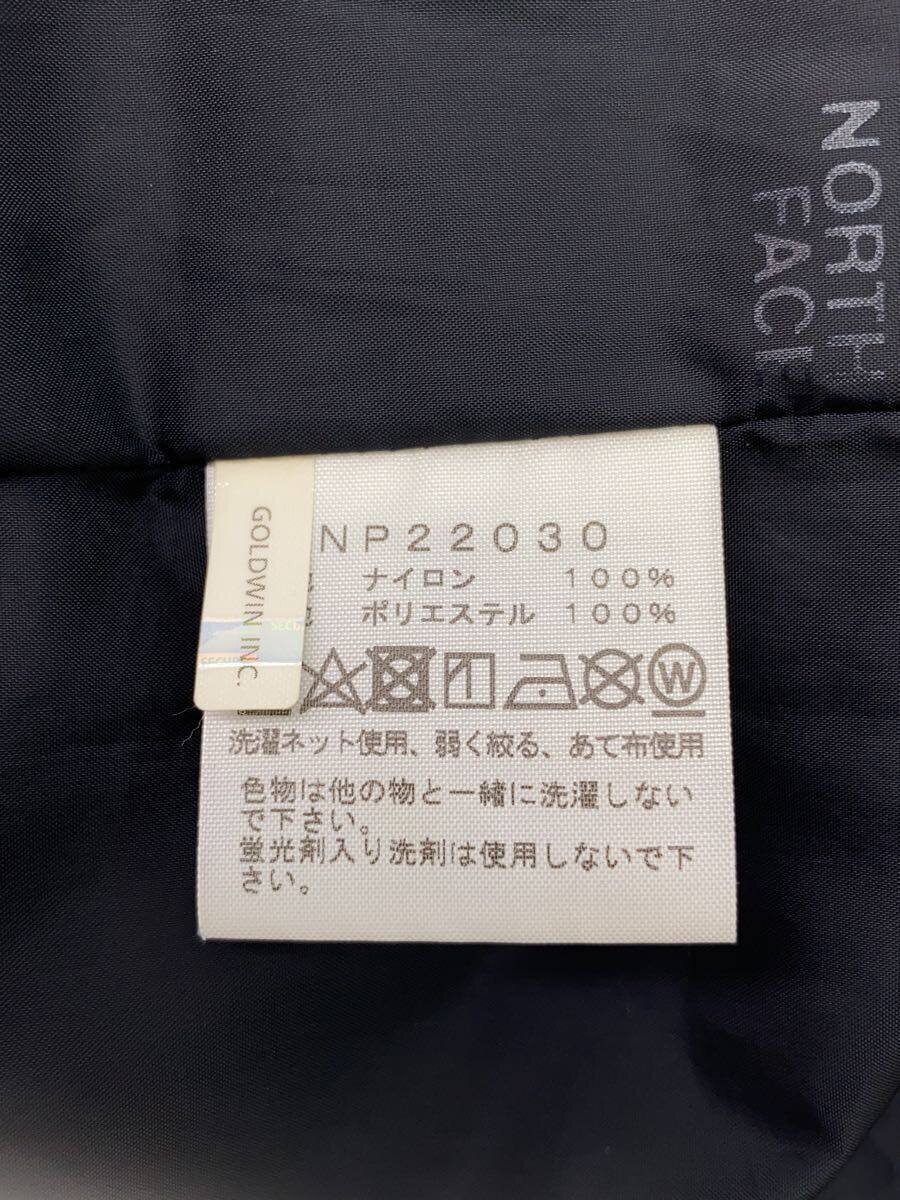 NORTH
FACE
GOLDWIN INC.
NP22030
ナイロン 100%
ポリエステル 100%
W
洗濯ネット使用、弱く絞る、あて布使用
色物は他の物と一緒に洗濯しない
で下さい。
蛍光剤入り洗剤は使用しないで下
さい。